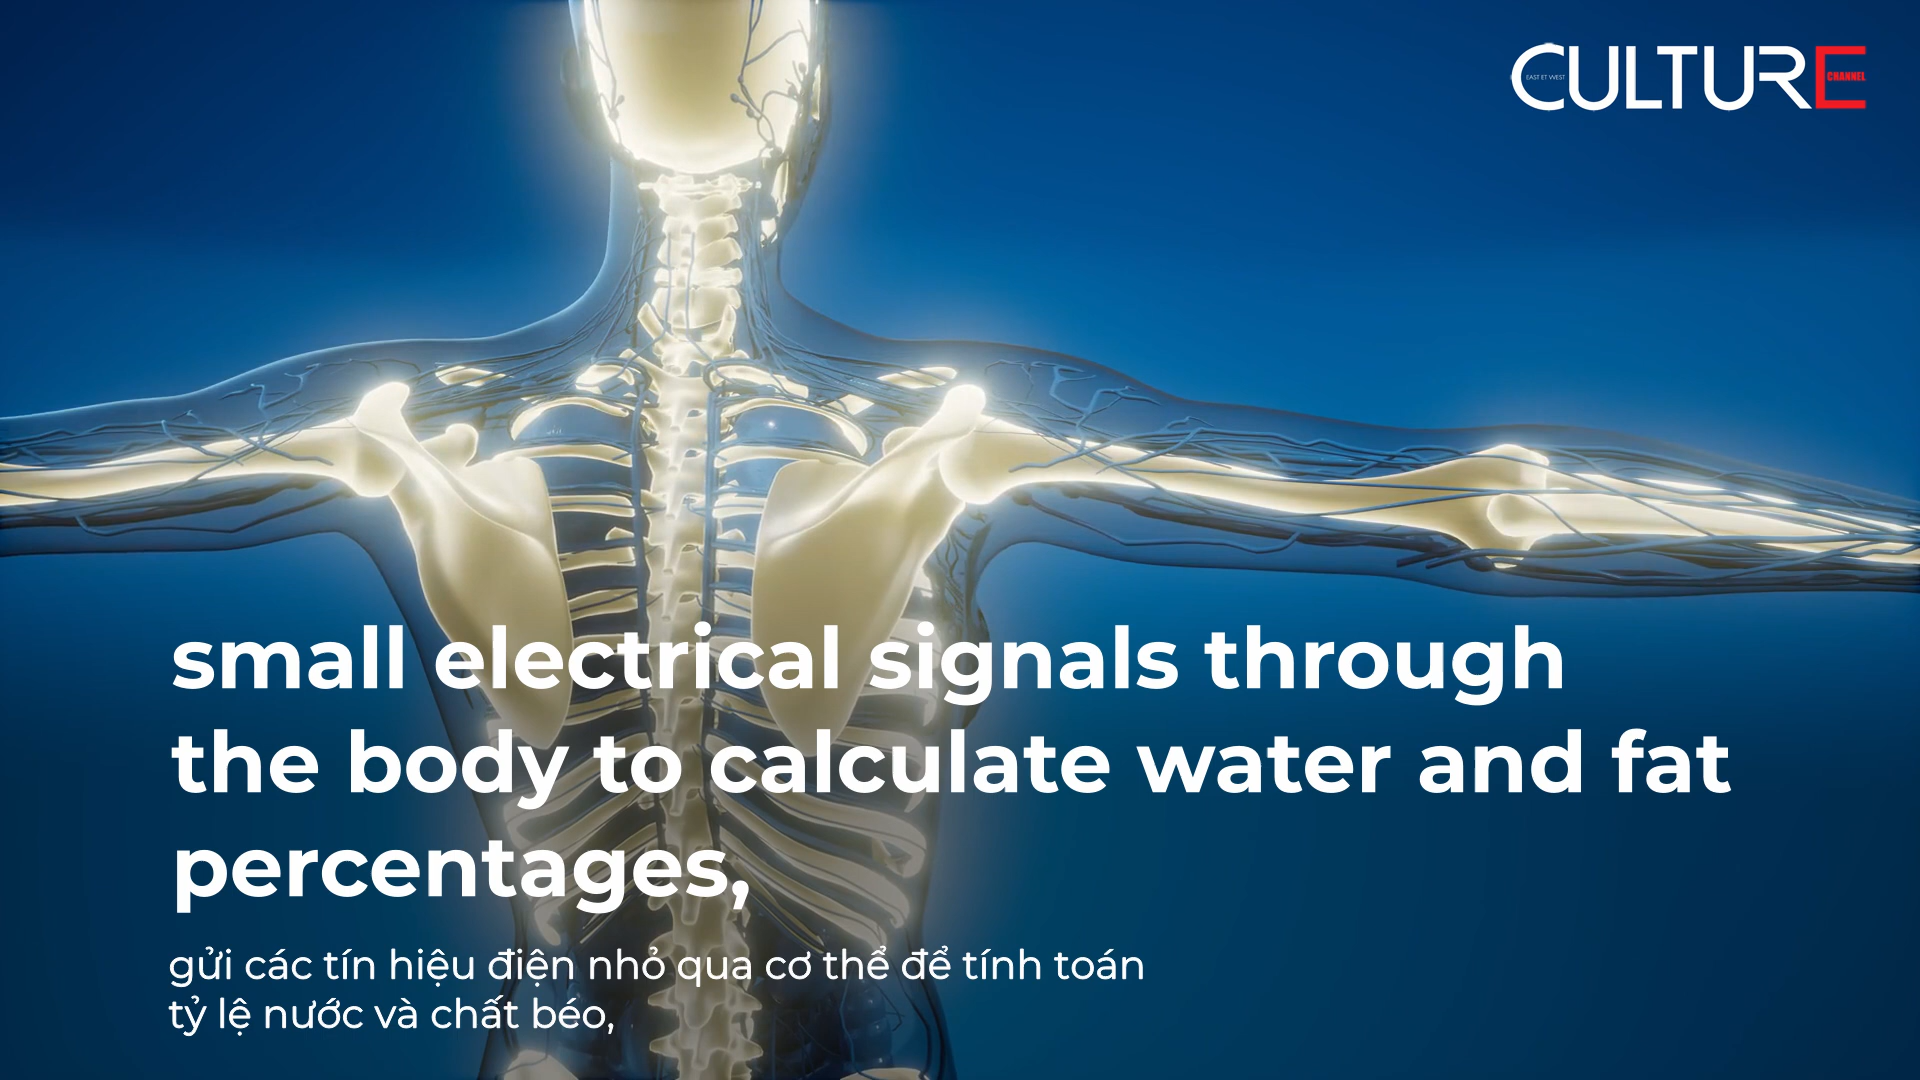 CULTURE
EAST ET WEST
CHANNEL
small electrical signals through
the body to calculate water and fat
percentages,
gửi các tín hiệu điện nhỏ qua cơ thể để tính toán
tỷ lệ nước và chất béo,